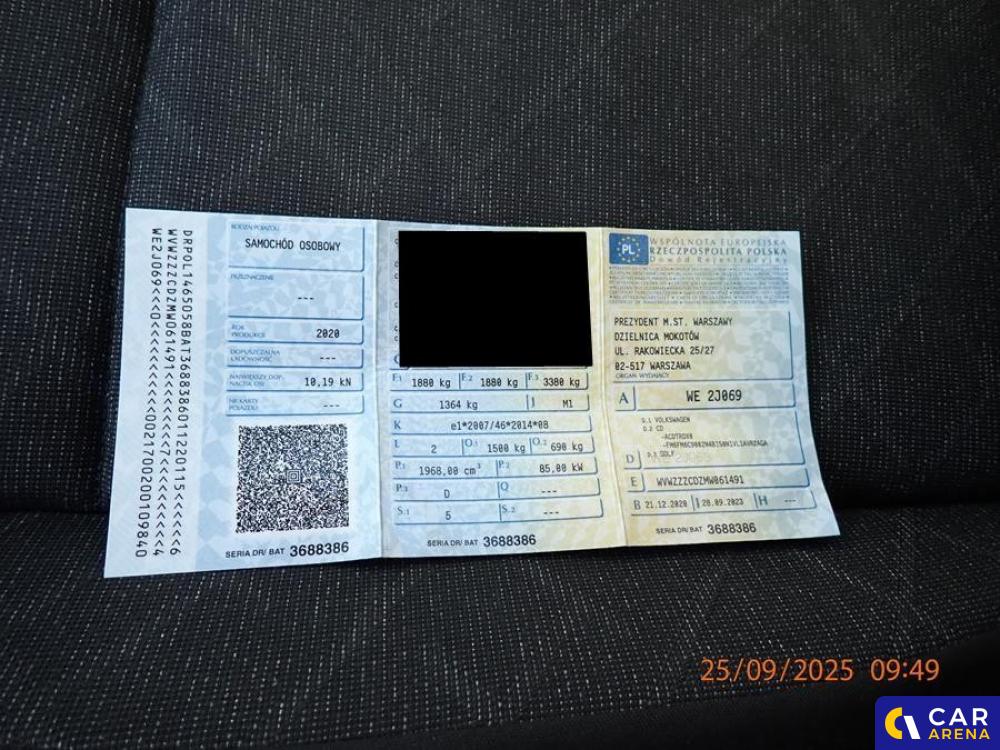 DRPOL1465058BAT3688386011220115<<<<<<6
WE2J069<<0<<<<<<<<<<<0021700200109840
RODZAJ POJAZDU
SAMOCHÓD OSOBOWY
PRZEZNACZENIE
---
ROK PRODUKCJI
2020
DOPUSZCZALNA ŁADOWNOŚĆ
---
NAJWIĘKSZY DOP. NACISK OSI
10,19 kN
NR KARTY POJAZDU
---
SERIA DR/ BAT 3688386
F.1 1880 kg F.2 1880 kg F.3 3380 kg
G 1364 kg J M1
K e1*2007/46*2014*08
L 2 O.1 1500 kg O.2 690 kg
P.1 1968,00 cm³ P.2 85,00 kW
P.3 D Q ---
S.1 5 S.2 ---
SERIA DR/ BAT 3688386
PL
WSPÓLNOTA EUROPEJSKA
RZECZPOSPOLITA POLSKA
Dowód Rejestracyjny
PREZYDENT M.ST. WARSZAWY
DZIELNICA MOKOTÓW
UL. RAKOWIECKA 25/27
02-517 WARSZAWA
ORGAN WYDAJĄCY
A WE 2J069
D.1 VOLKSWAGEN
D.2 CD
D D.3 GOLF
E WVWZZZCDZMW061491
B 21.12.2020 I 28.09.2023 H ---
SERIA DR/ BAT 3688386
25/09/2025 09:49
CAR
ARENA